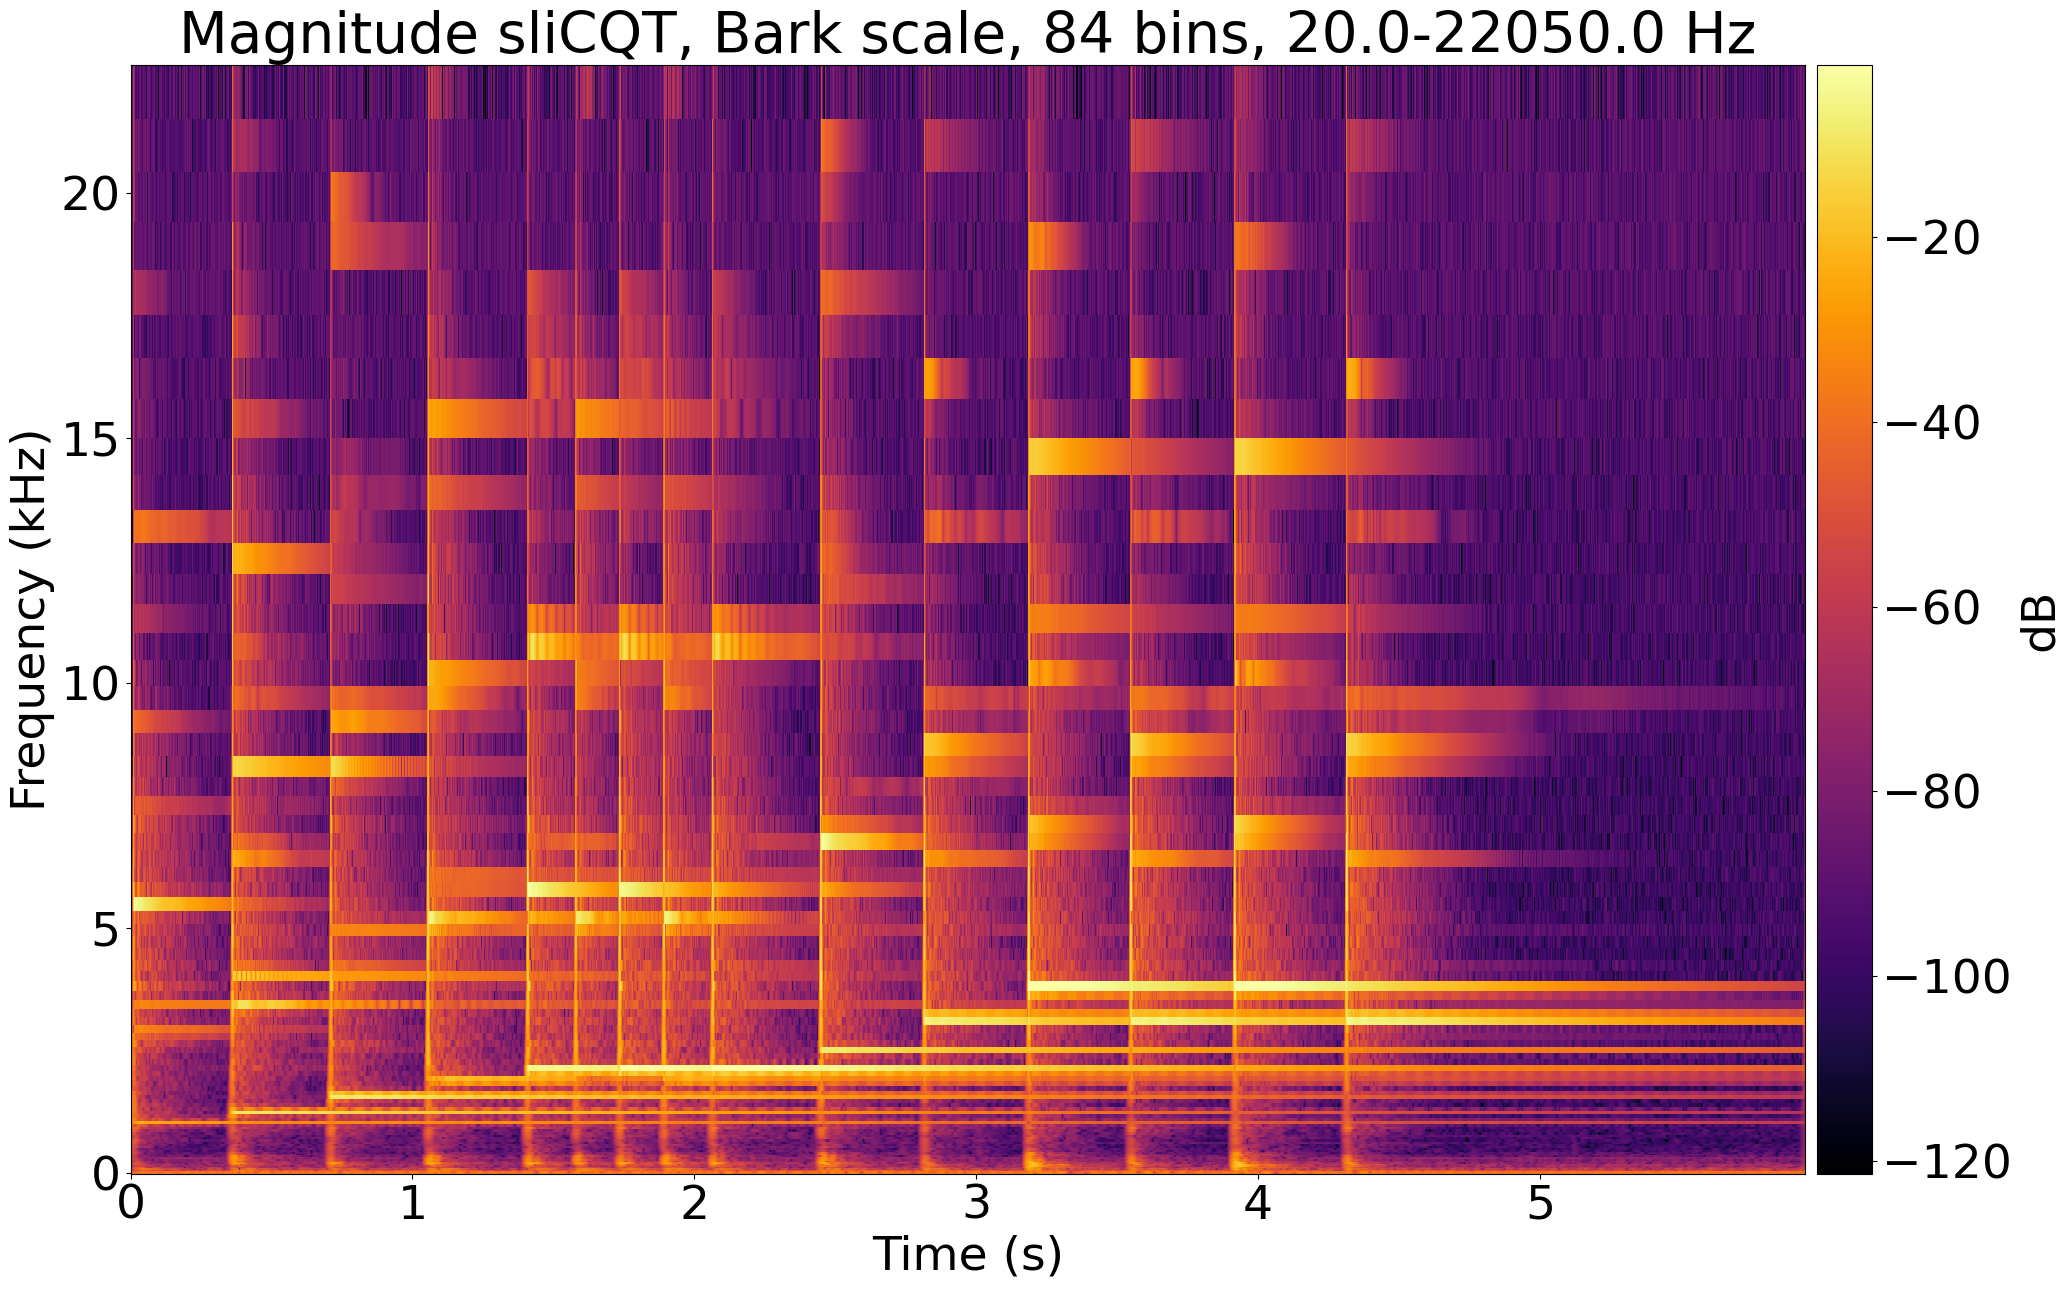 Magnitude sliCQT, Bark scale, 84 bins, 20.0-22050.0 Hz
Frequency (kHz)
20
15
10
5
0
0 1 2 3 4 5
Time (s)
−20
−40
−60
−80
−100
−120
dB